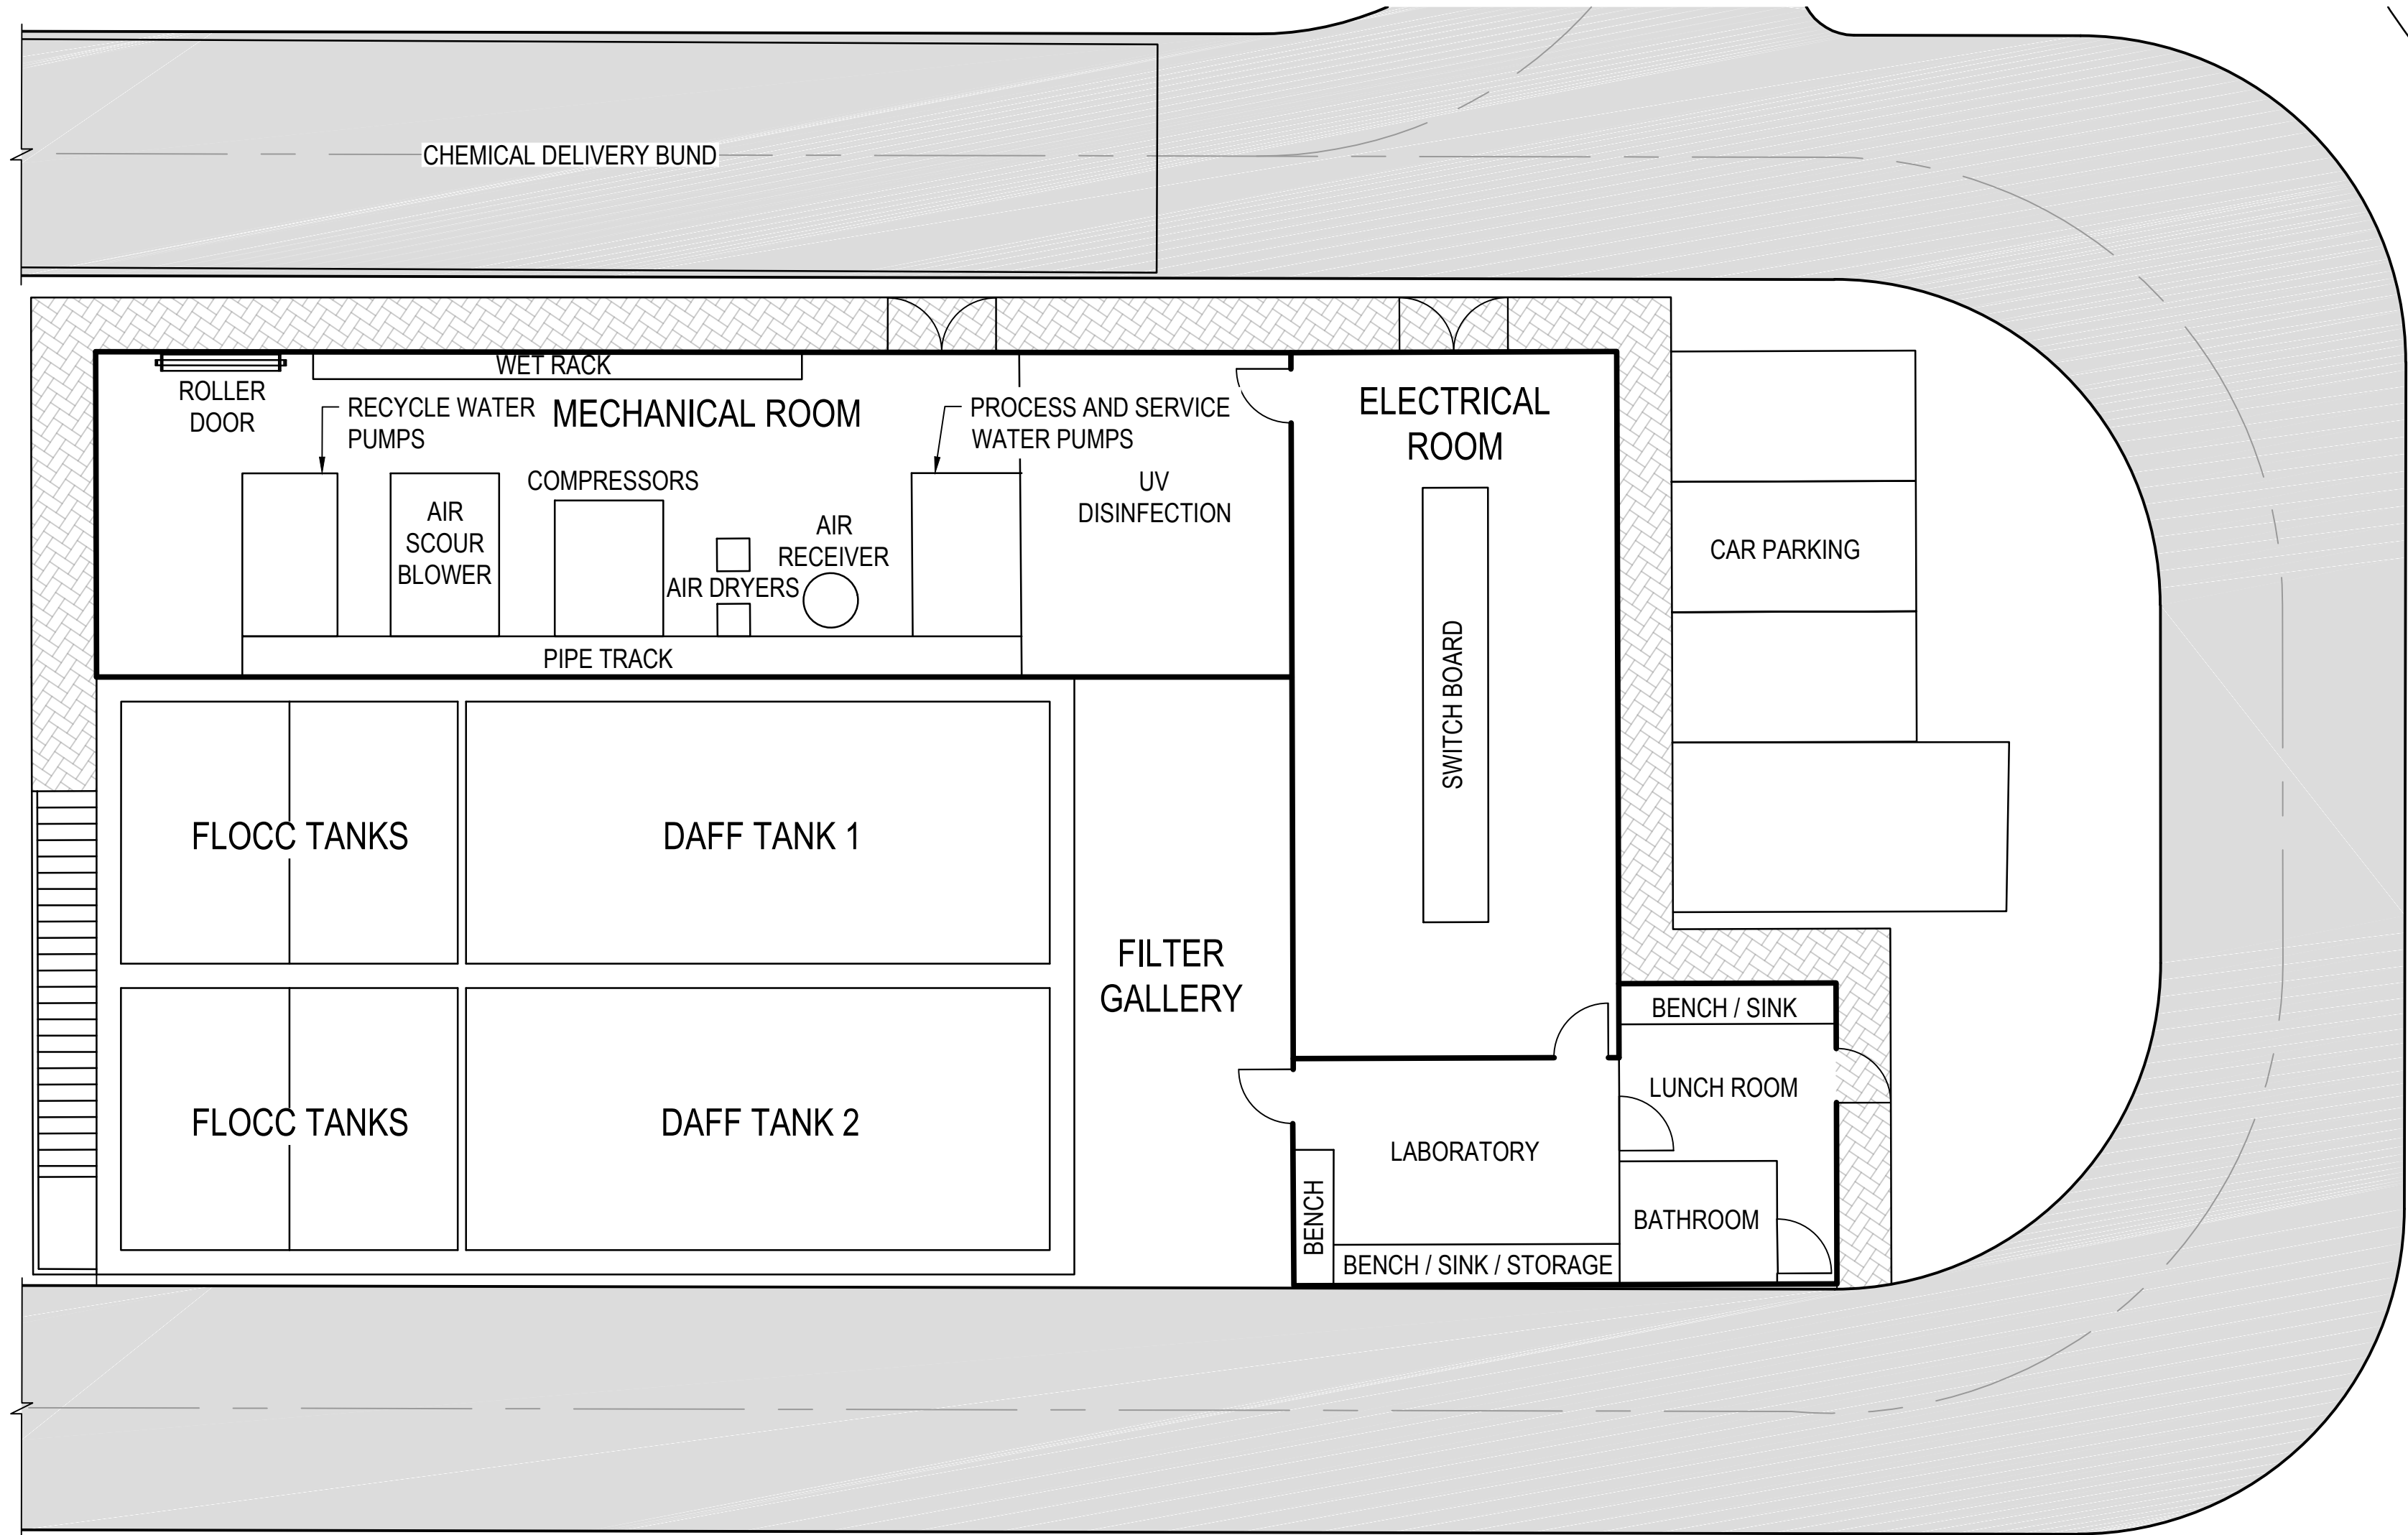 CHEMICAL DELIVERY BUND
WET RACK
ROLLER
DOOR
RECYCLE WATER
PUMPS
MECHANICAL ROOM
PROCESS AND SERVICE
WATER PUMPS
ELECTRICAL
ROOM
COMPRESSORS
AIR
SCOUR
BLOWER
AIR DRYERS
AIR
RECEIVER
UV
DISINFECTION
CAR PARKING
PIPE TRACK
SWITCH BOARD
FLOCC TANKS
DAFF TANK 1
FILTER
GALLERY
BENCH / SINK
LUNCH ROOM
FLOCC TANKS
DAFF TANK 2
LABORATORY
BENCH
BATHROOM
BENCH / SINK / STORAGE